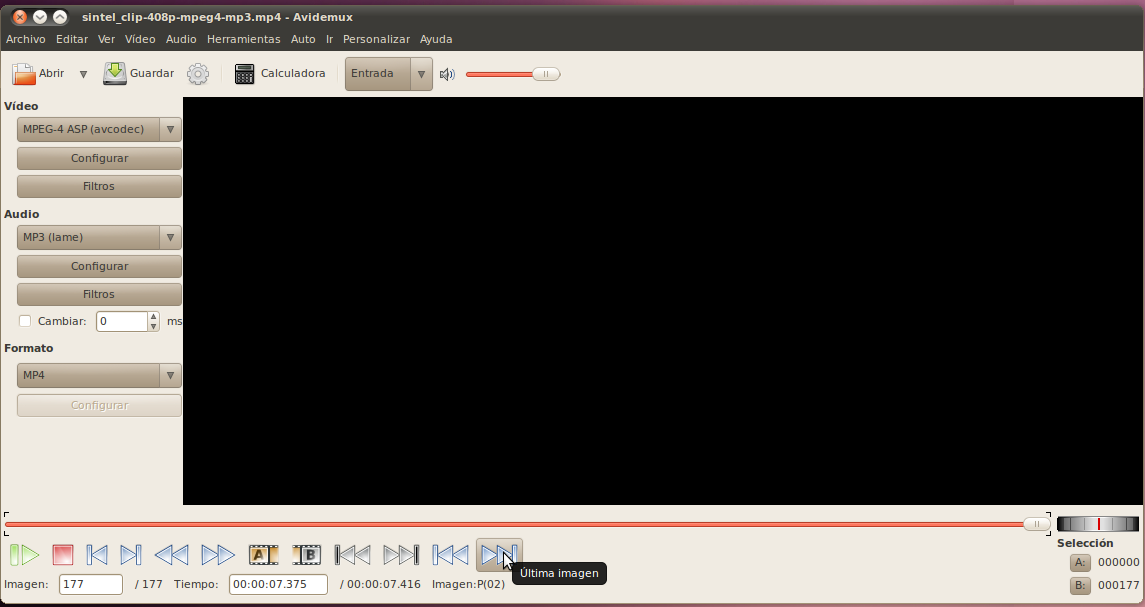 sintel_clip-408p-mpeg4-mp3.mp4 - Avidemux
Archivo Editar Ver Vídeo Audio Herramientas Auto Ir Personalizar Ayuda
Abrir Guardar Calculadora Entrada
Vídeo
MPEG-4 ASP (avcodec)
Configurar
Filtros
Audio
MP3 (lame)
Configurar
Filtros
Cambiar: 0 ms
Formato
MP4
Configurar
A B
Selección
Última imagen
A: 000000
Imagen: 177 / 177 Tiempo: 00:00:07.375 / 00:00:07.416 Imagen:P(02)
B: 000177